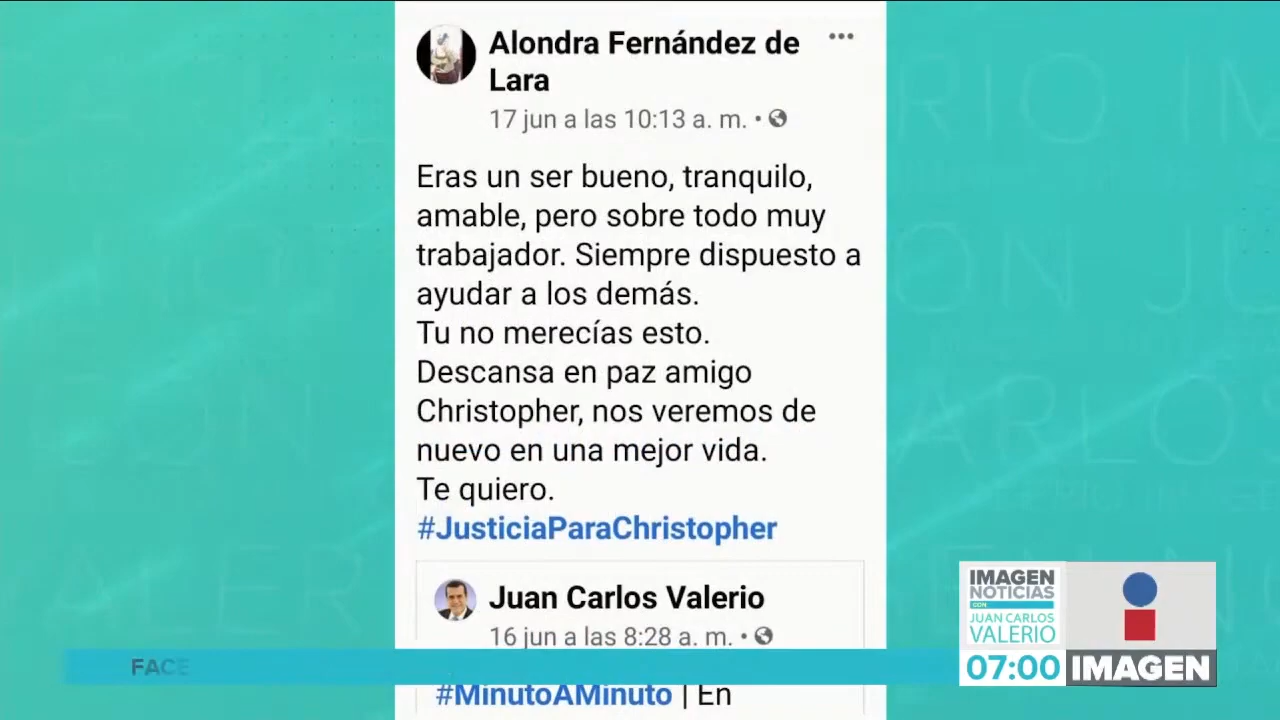 Alondra Fernández de
Lara
17 jun a las 10:13 a. m.
Eras un ser bueno, tranquilo,
amable, pero sobre todo muy
trabajador. Siempre dispuesto a
ayudar a los demás.
Tu no merecías esto.
Descansa en paz amigo
Christopher, nos veremos de
nuevo en una mejor vida.
Te quiero.
#JusticiaParaChristopher
Juan Carlos Valerio
16 jun a las 8:28 a. m.
#MinutoAMinuto | En
FACE
IMAGEN
NOTICIAS
CON
JUAN CARLOS
VALERIO
07:00 IMAGEN